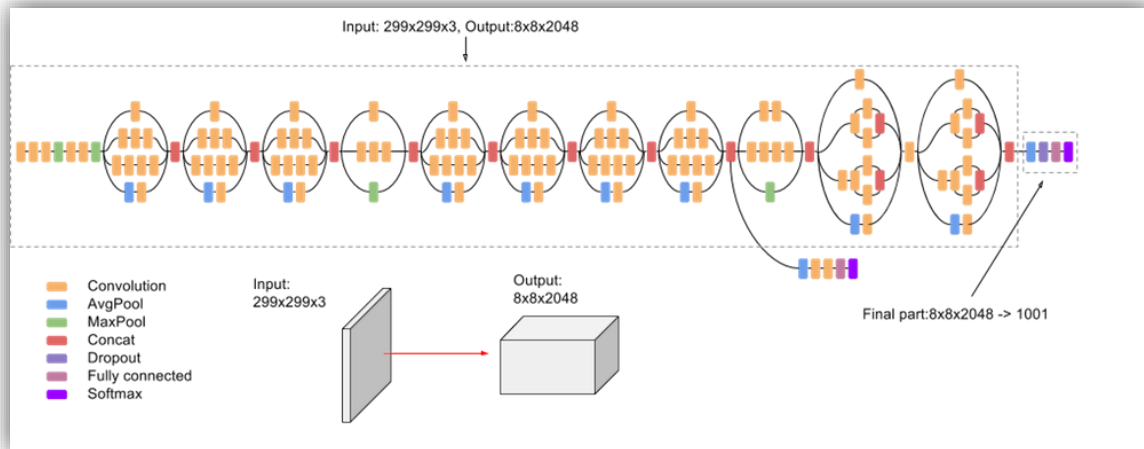 Input: 299x299x3, Output:8x8x2048
Convolution
AvgPool
MaxPool
Concat
Dropout
Fully connected
Softmax
Input:
299x299x3
Output:
8x8x2048
Final part:8x8x2048 -> 1001